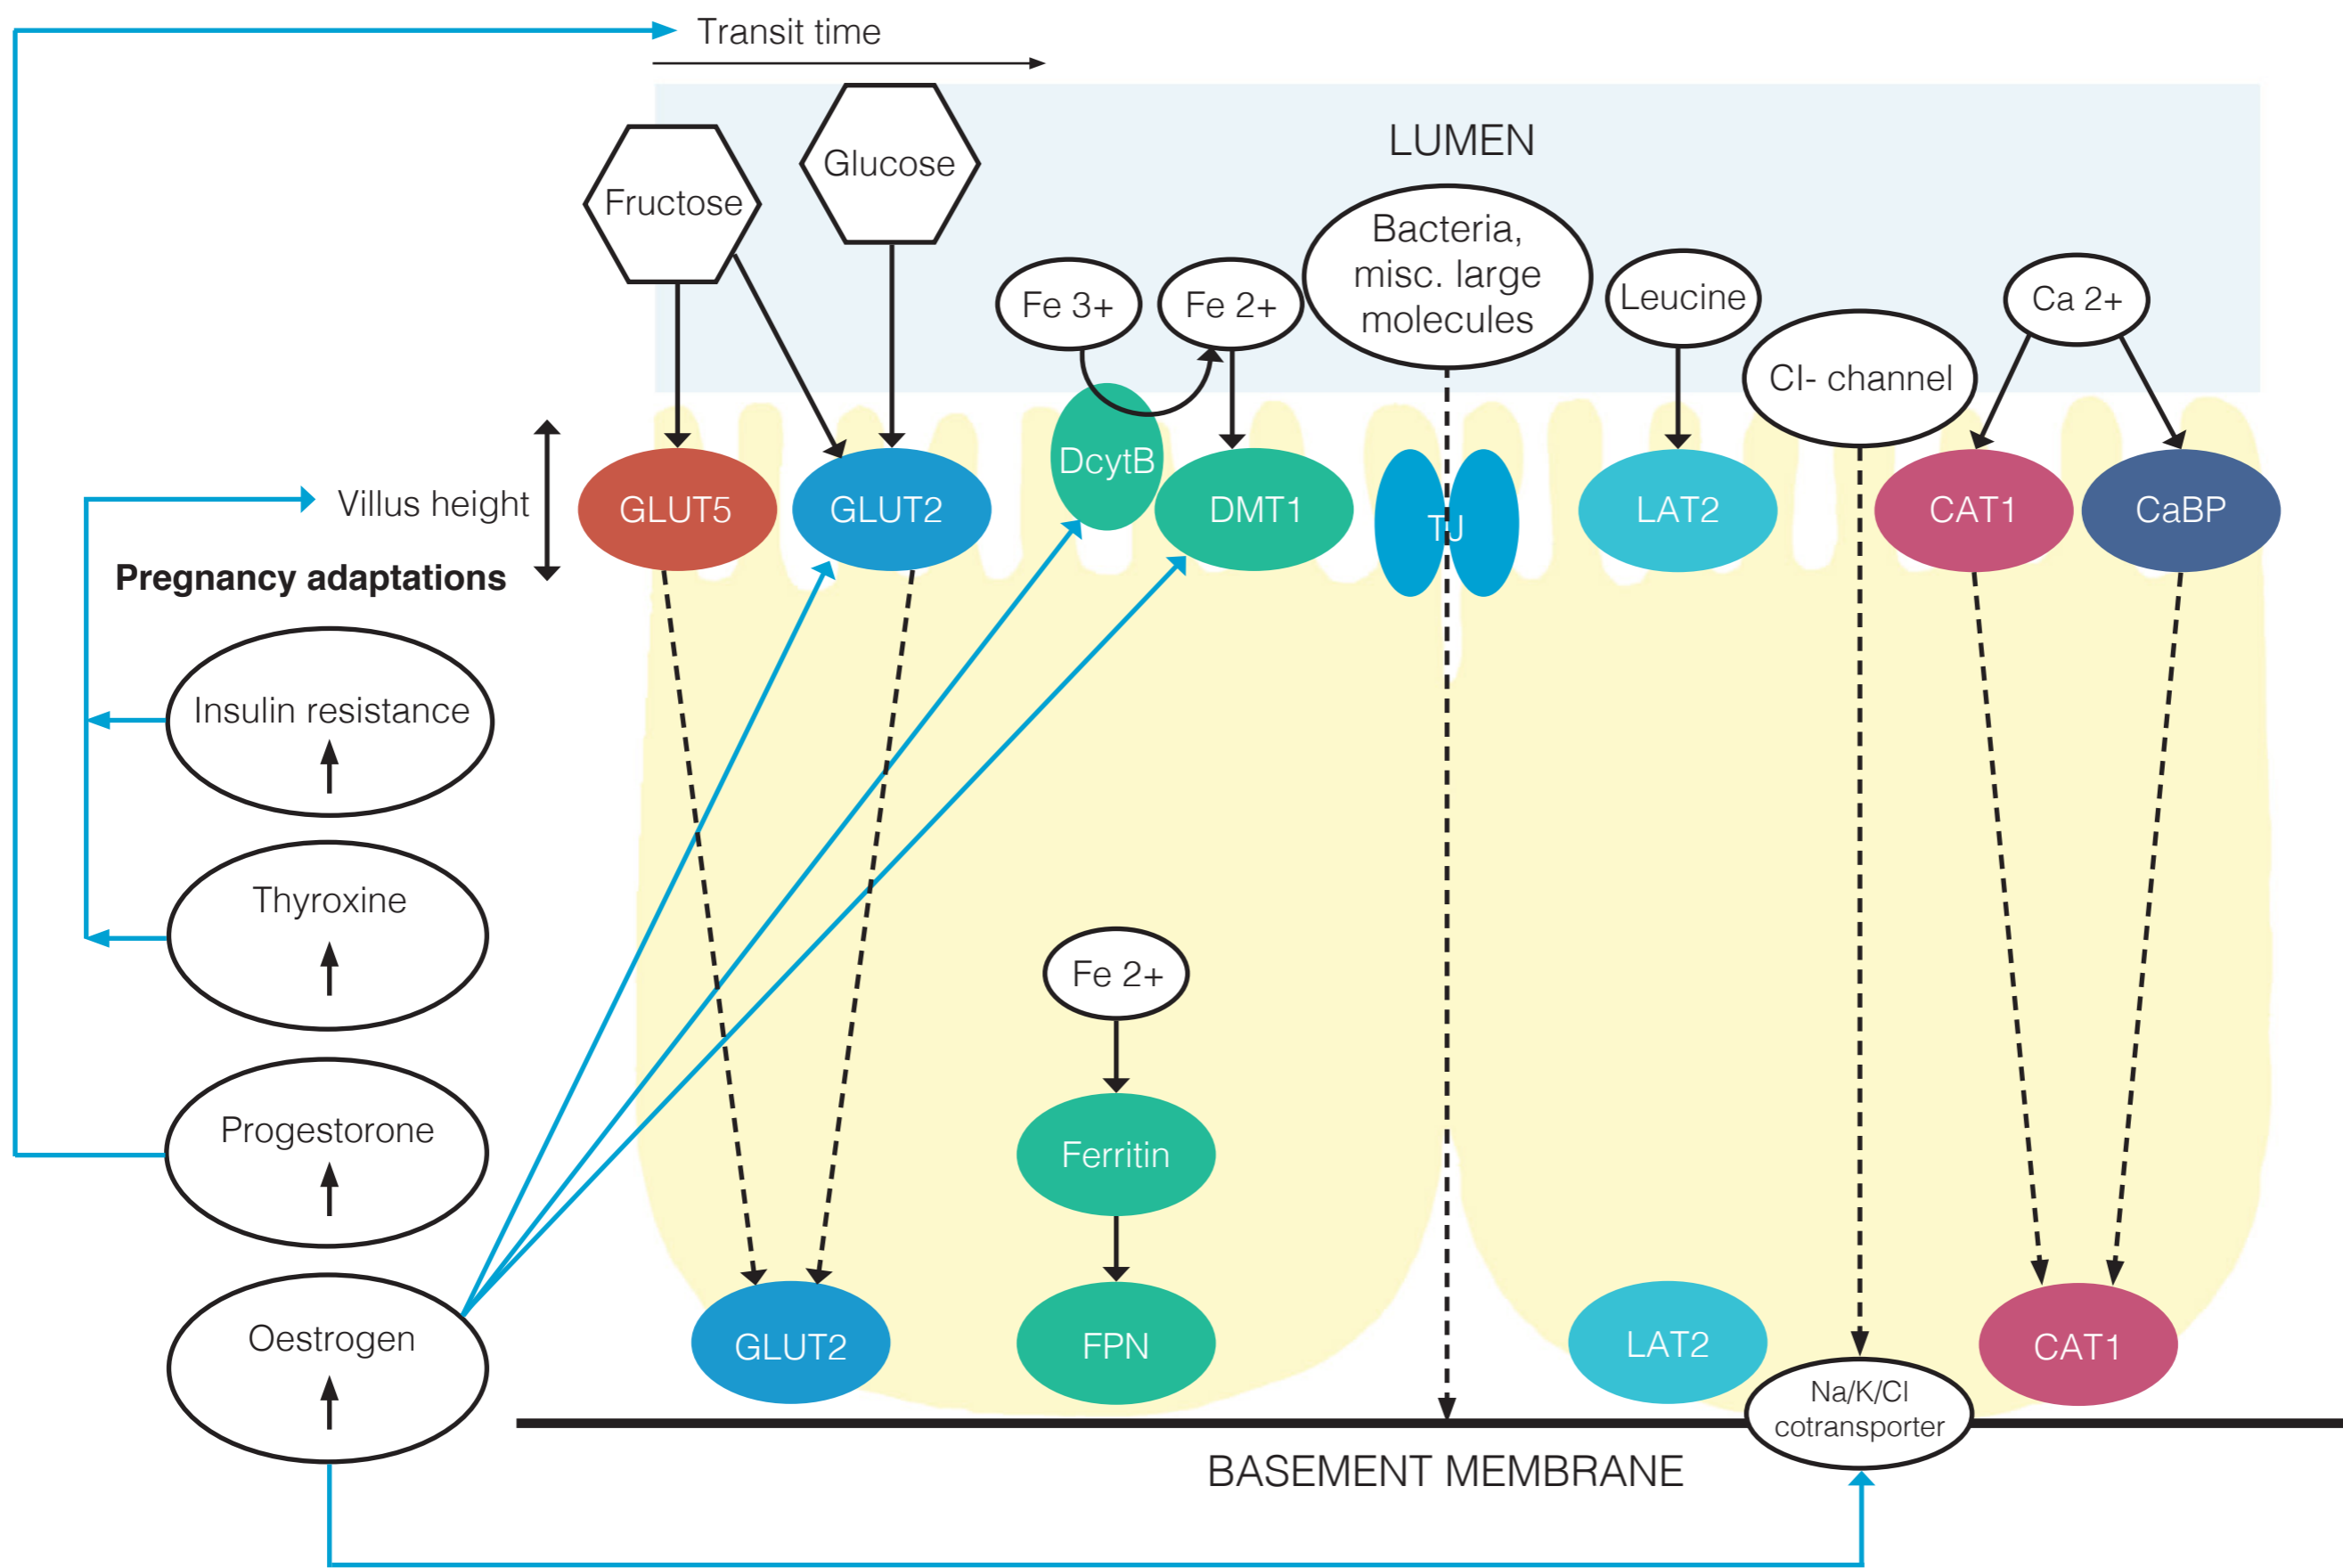 Transit time
LUMEN
Fructose
Glucose
Fe 3+
Fe 2+
Bacteria,
misc. large
molecules
Leucine
Cl- channel
Ca 2+
Villus height
GLUT5
GLUT2
DcytB
DMT1
TJ
LAT2
CAT1
CaBP
Pregnancy adaptations
Insulin resistance
Thyroxine
Progestorone
Oestrogen
Fe 2+
Ferritin
GLUT2
FPN
LAT2
Na/K/Cl
cotransporter
CAT1
BASEMENT MEMBRANE